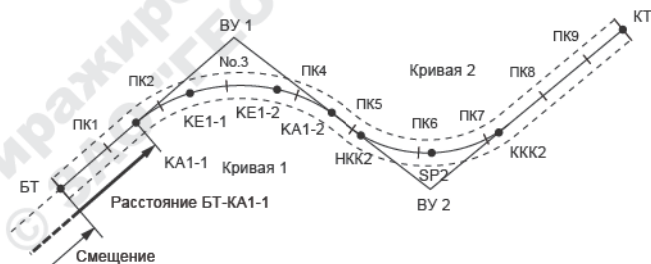 КТ
ВУ 1
ПК9
No.3
ПК4
Кривая 2
ПК8
ПК2
ПК5
ПК7
ПК1
КЕ1-1
КЕ1-2
КА1-2
ПК6
НКК2
ККК2
КА1-1
Кривая 1
SP2
БТ
ВУ 2
Расстояние БТ-КА1-1
Смещение